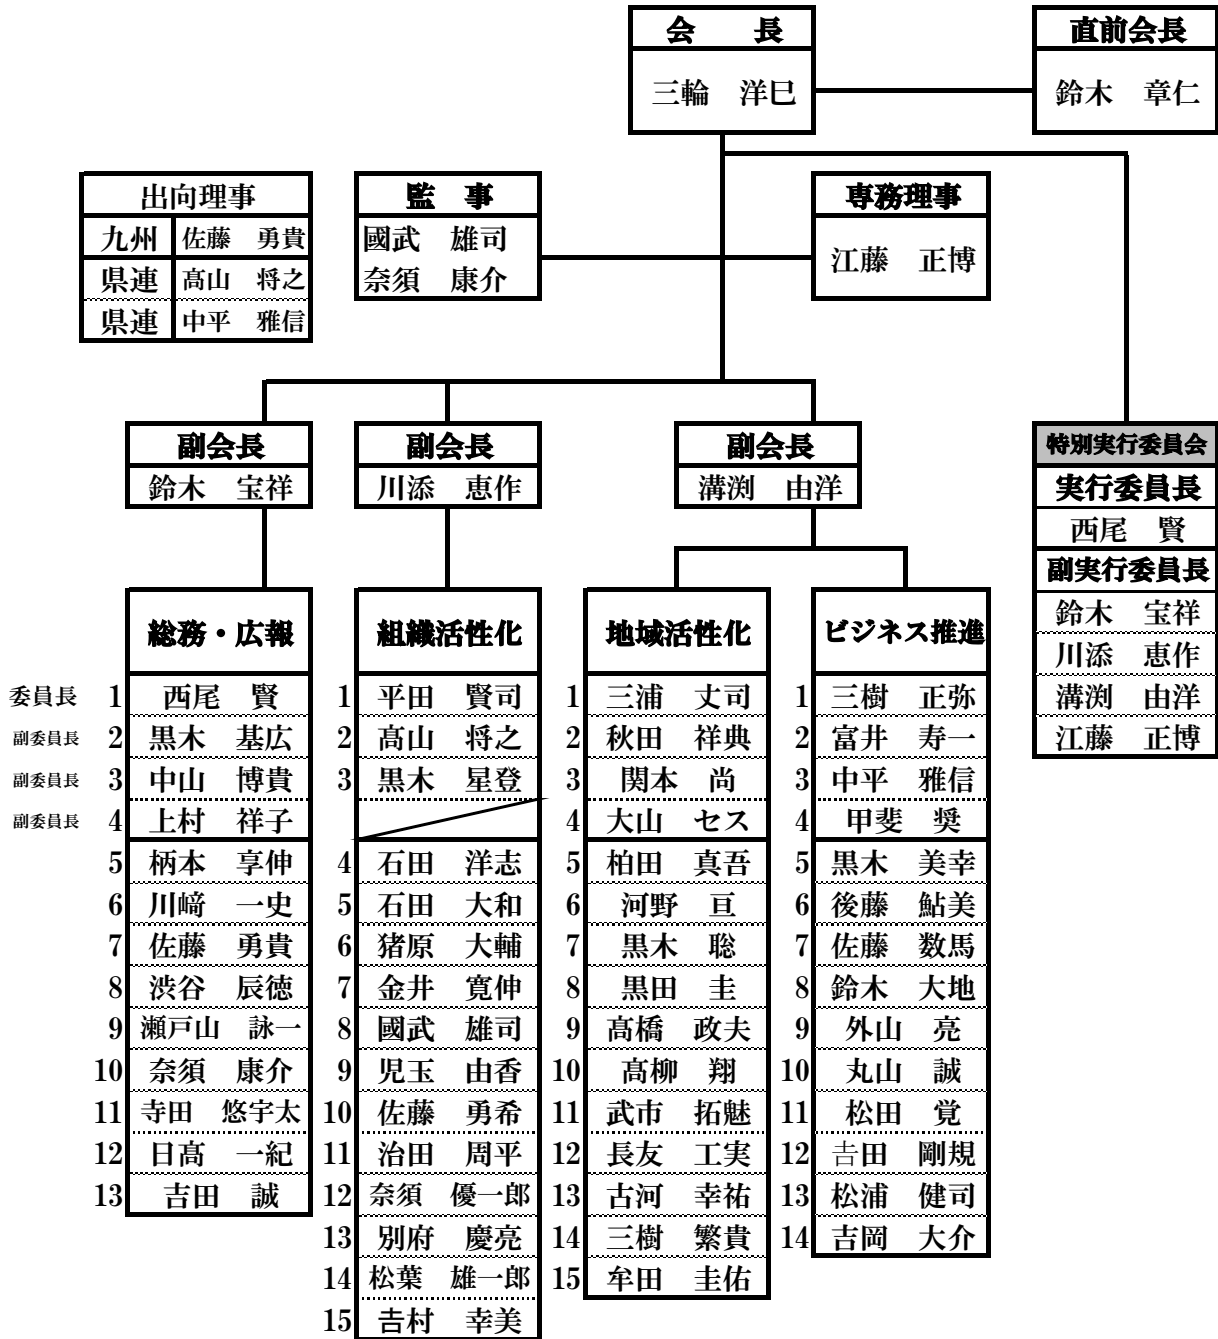 会　長
三輪　洋巳
直前会長
鈴木　章仁
出向理事
九州 佐藤　勇貴
県連 髙山　将之
県連 中平　雅信
監　事
國武　雄司
奈須　康介
専務理事
江藤　正博
副会長
鈴木　宝祥
副会長
川添　恵作
副会長
溝渕　由洋
特別実行委員会
実行委員長
西尾　賢
副実行委員長
鈴木　宝祥
川添　恵作
溝渕　由洋
江藤　正博
総務・広報
委員長 1 西尾　賢
副委員長 2 黒木　基広
副委員長 3 中山　博貴
副委員長 4 上村　祥子
5 柄本　享伸
6 川﨑　一史
7 佐藤　勇貴
8 渋谷　辰徳
9 瀬戸山　詠一
10 奈須　康介
11 寺田　悠宇太
12 日髙　一紀
13 吉田　誠
組織活性化
1 平田　賢司
2 髙山　将之
3 黒木　星登
4 石田　洋志
5 石田　大和
6 猪原　大輔
7 金井　寛伸
8 國武　雄司
9 児玉　由香
10 佐藤　勇希
11 治田　周平
12 奈須　優一郎
13 別府　慶亮
14 松葉　雄一郎
15 𠮷村　幸美
地域活性化
1 三浦　丈司
2 秋田　祥典
3 関本　尚
4 大山　セス
5 柏田　真吾
6 河野　亘
7 黒木　聡
8 黒田　圭
9 髙橋　政夫
10 髙柳　翔
11 武市　拓魅
12 長友　工実
13 古河　幸祐
14 三樹　繁貴
15 牟田　圭佑
ビジネス推進
1 三樹　正弥
2 富井　寿一
3 中平　雅信
4 甲斐　奨
5 黒木　美幸
6 後藤　鮎美
7 佐藤　数馬
8 鈴木　大地
9 外山　亮
10 丸山　誠
11 松田　覚
12 𠮷田　剛規
13 松浦　健司
14 吉岡　大介